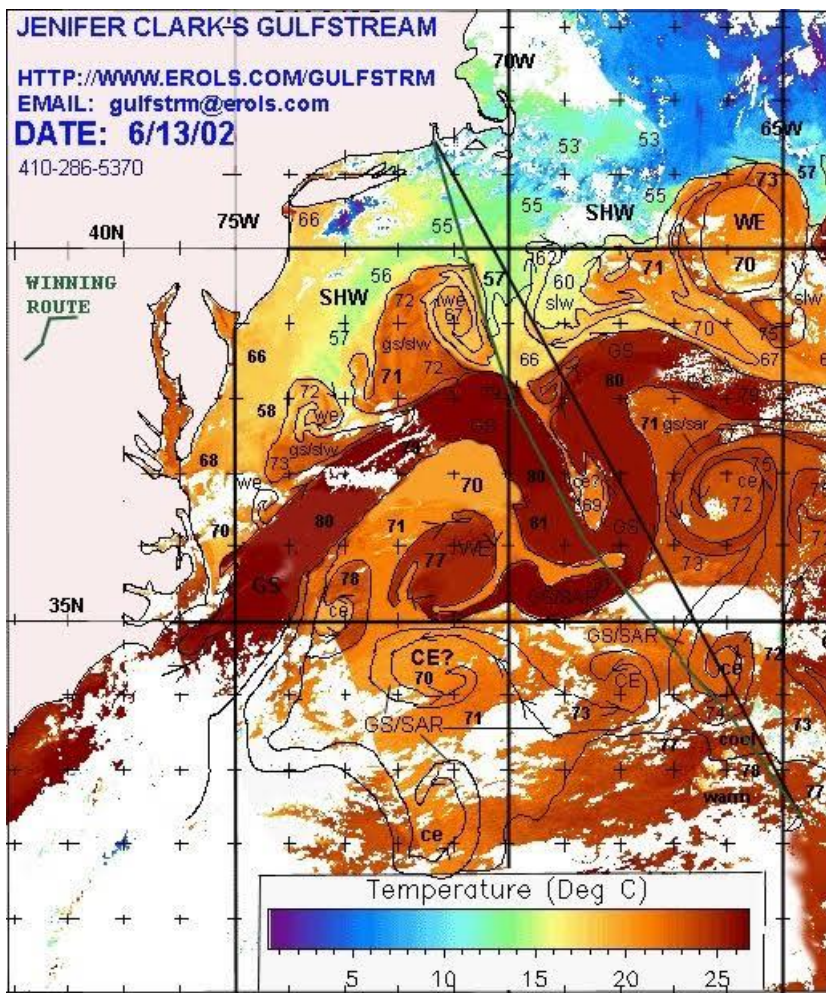 JENIFER CLARK'S GULFSTREAM
HTTP://WWW.EROLS.COM/GULFSTRM
EMAIL: gulfstrm@erols.com
DATE: 6/13/02
410-286-5370
70W
65W
53
53
55
55
73
57
66
SHW
WE
75W
40N
55
70
WINNING
ROUTE
56
57
62
60
slw
71
SHW
72
we
67
slw
75
57
gs/slw
70
66
66
GS
67
72
71
80
72
58
we
GS
71
gs/sar
gs/slw
73
68
75
ce
72
we
70
80
ce?
69
80
71
81
GS
70
77
WE
73
72
GS
78
35N
ce
GS/SAR
GS/SAR
CE?
70
CE
ce
72
GS/SAR
71
73
74
73
77
cool
78
warm
77
ce
Temperature (Deg C)
5
10
15
20
25